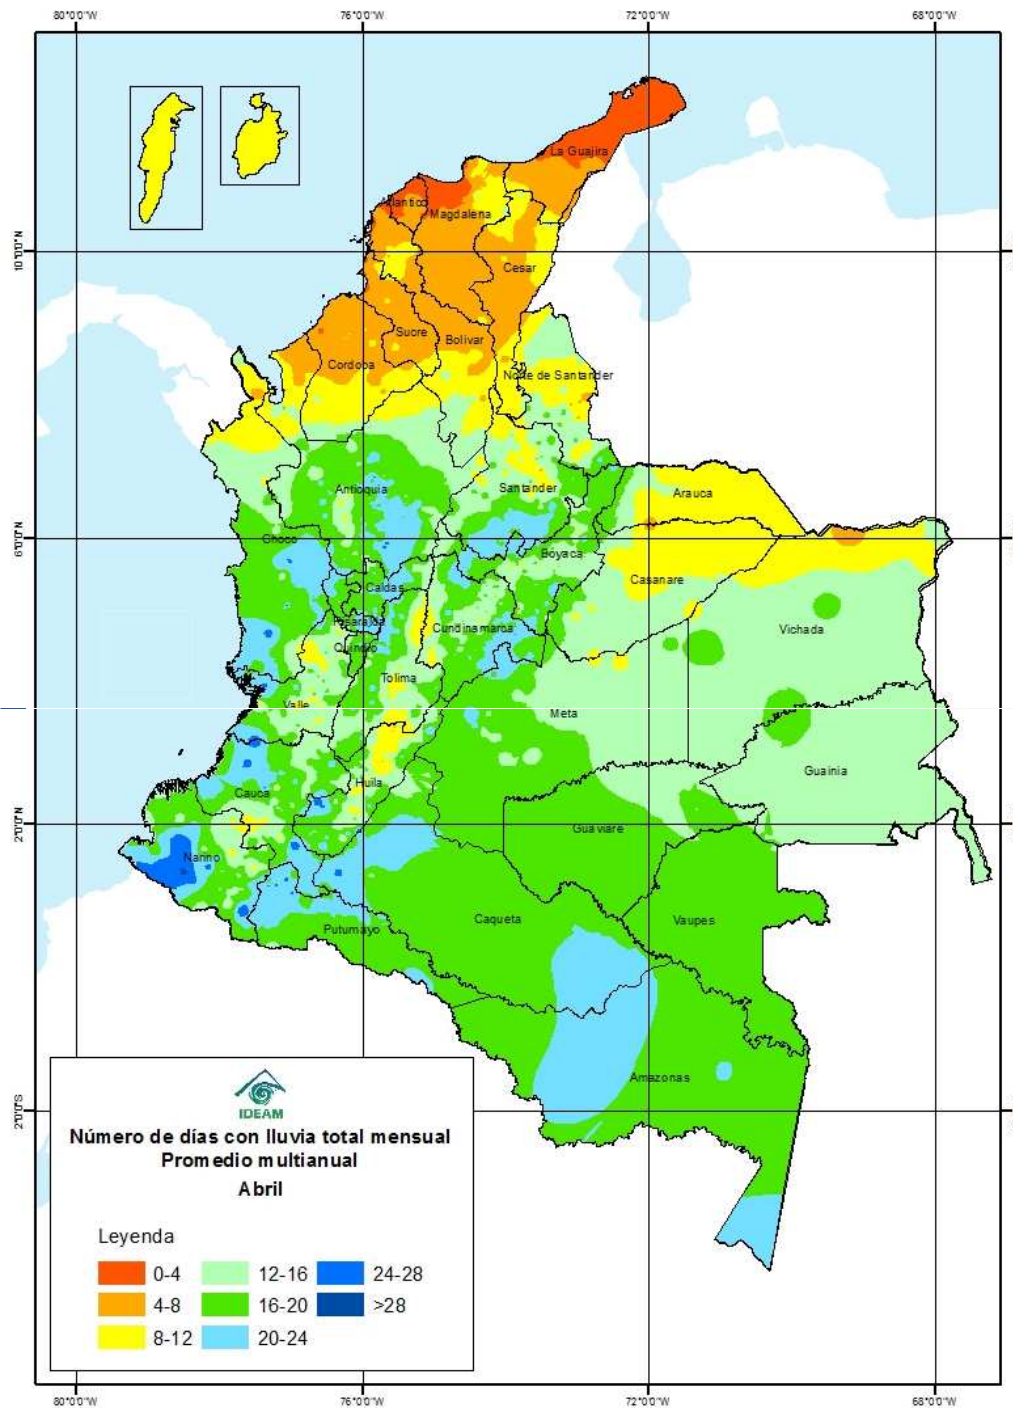 80°0'0"W 76°0'0"W 72°0'0"W 68°0'0"W
La Guajira
Atlantico
Magdalena
10°0'0"N
Cesar
Sucre
Bolivar
Cordoba
Norte de Santander
Antioquia
Santander
Arauca
6°0'0"N
Choco
Boyaca
Caldas
Casanare
Risaralda
Cundinamarca
Vichada
Quindio
Tolima
Valle
Meta
Guainia
Huila
Cauca
2°0'0"N
Guaviare
Narino
Caqueta
Vaupes
Putumayo
Amazonas
2°0'0"S
IDEAM
Número de días con lluvia total mensual
Promedio multianual
Abril
Leyenda
0-4 12-16 24-28
4-8 16-20 >28
8-12 20-24
80°0'0"W 76°0'0"W 72°0'0"W 68°0'0"W